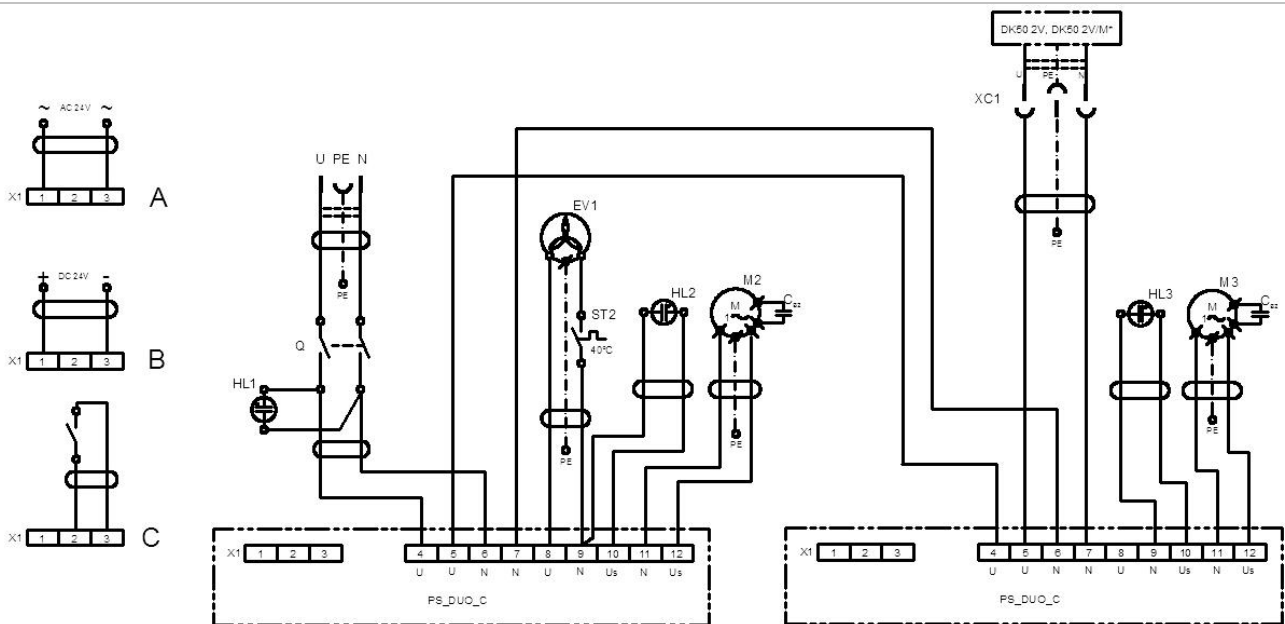 DK50 2V, DK50 2V/M*
U PE N
XC1
PE
~ AC 24V ~
X1 1 2 3 A
+ DC 24V -
X1 1 2 3 B
X1 1 2 3 C
U PE N
PE
Q
HL1
EV1
PE
ST2
40°C
HL2
M2
M
1~
PE
HL3
M3
M
1~
PE
X1 1 2 3
4 5 6 7 8 9 10 11 12
U U N N U N Us N Us
PS_DUO_C
X1 1 2 3
4 5 6 7 8 9 10 11 12
U U N N U N Us N Us
PS_DUO_C